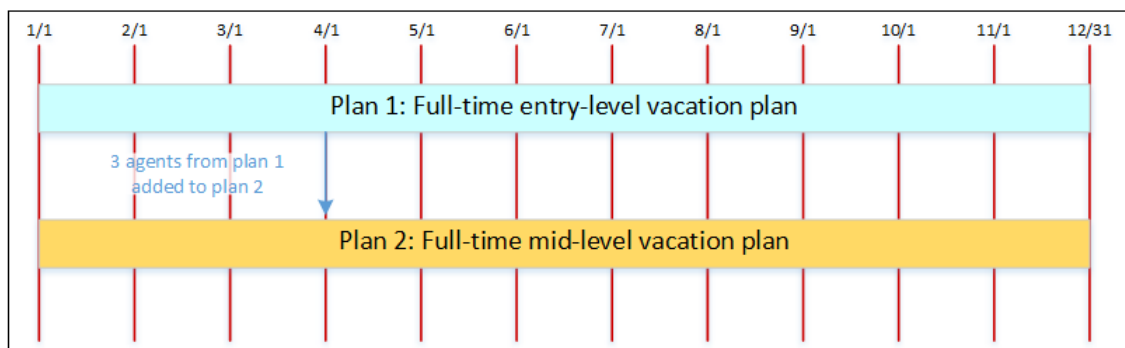 1/1 2/1 3/1 4/1 5/1 6/1 7/1 8/1 9/1 10/1 11/1 12/31
Plan 1: Full-time entry-level vacation plan
3 agents from plan 1
added to plan 2
Plan 2: Full-time mid-level vacation plan